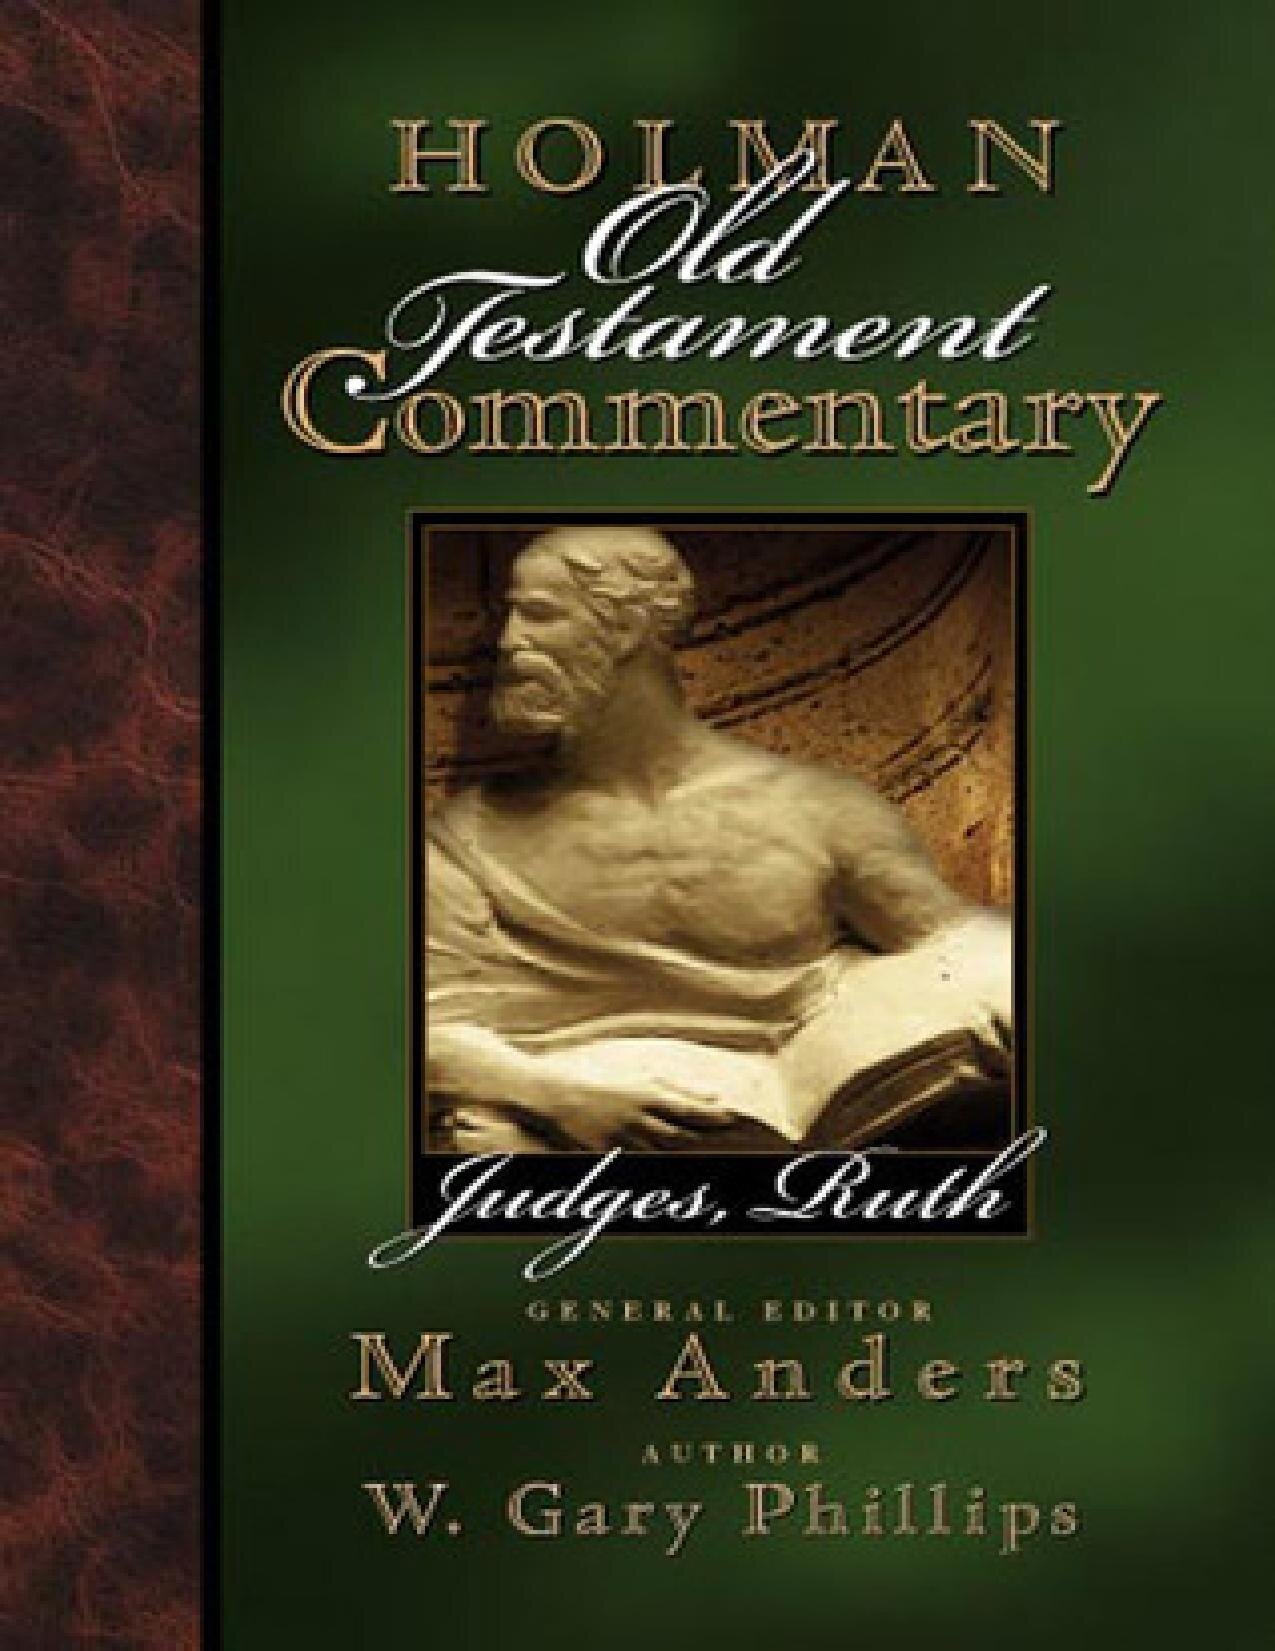 HOLMAN
Old
Testament
Commentary
Judges, Ruth
GENERAL EDITOR
Max Anders
AUTHOR
W. Gary Phillips